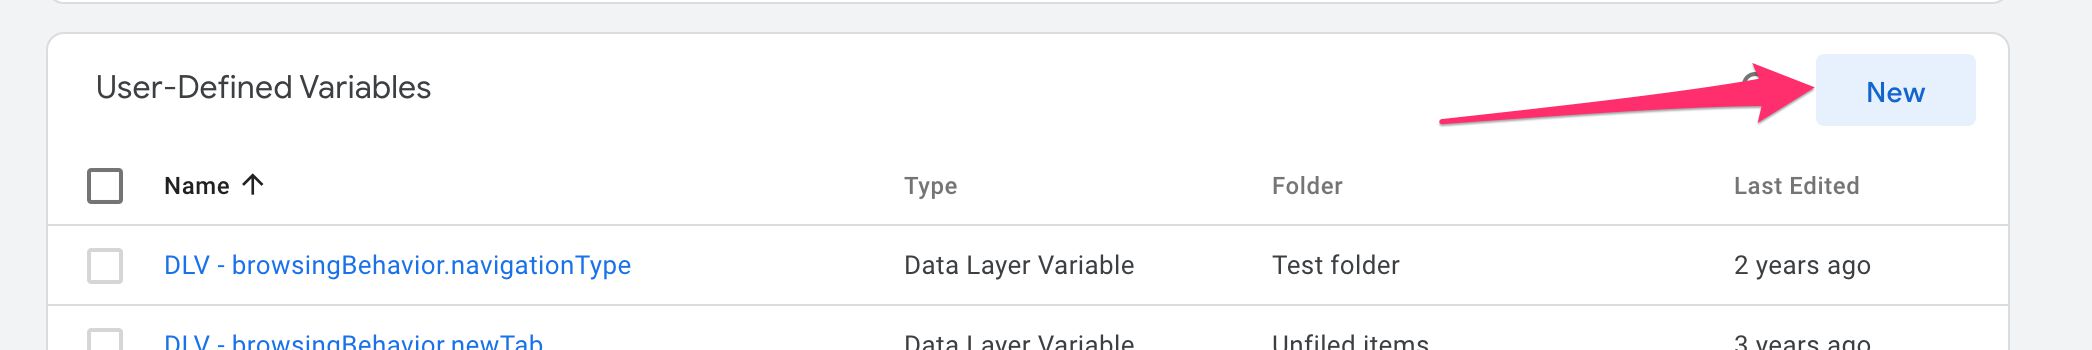 User-Defined Variables
New
Name Type Folder Last Edited
DLV - browsingBehavior.navigationType Data Layer Variable Test folder 2 years ago
DLV - browsingBehavior.newTab Data Layer Variable Unfiled items 3 years ago